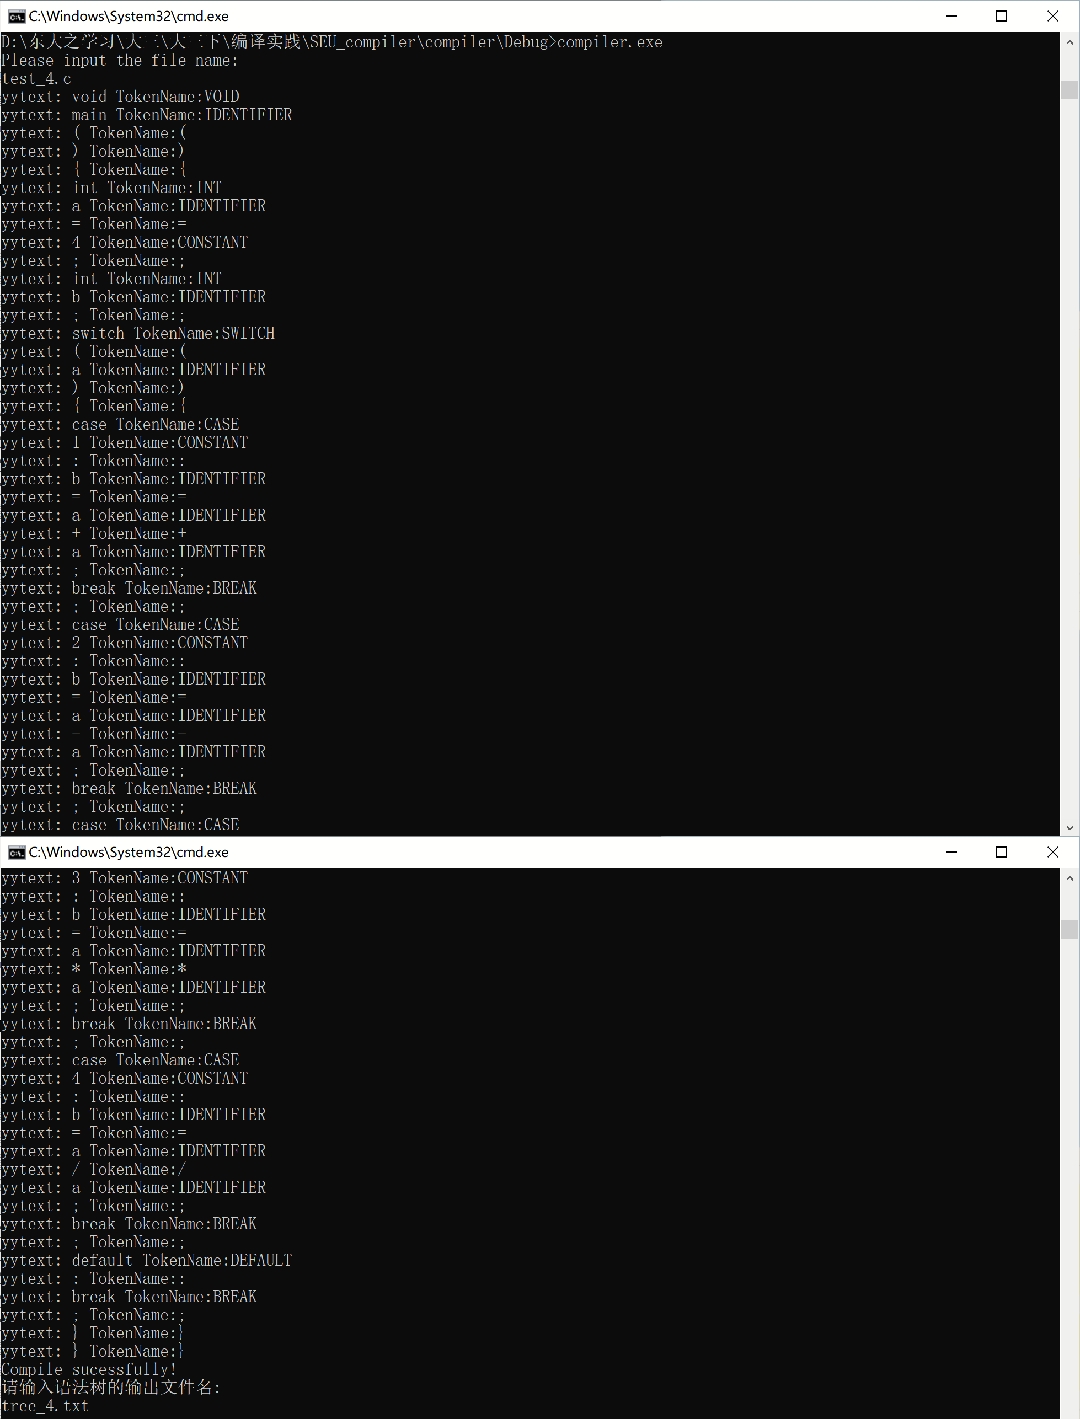 C:\Windows\System32\cmd.exe
D:\东大之学习\大三\大三下\编译实践\SEU_compiler\compiler\Debug>compiler.exe
Please input the file name:
test_4.c
yytext: void TokenName:VOID
yytext: main TokenName:IDENTIFIER
yytext: ( TokenName:(
yytext: ) TokenName:)
yytext: { TokenName:{
yytext: int TokenName:INT
yytext: a TokenName:IDENTIFIER
yytext: = TokenName:=
yytext: 4 TokenName:CONSTANT
yytext: ; TokenName:;
yytext: int TokenName:INT
yytext: b TokenName:IDENTIFIER
yytext: ; TokenName:;
yytext: switch TokenName:SWITCH
yytext: ( TokenName:(
yytext: a TokenName:IDENTIFIER
yytext: ) TokenName:)
yytext: { TokenName:{
yytext: case TokenName:CASE
yytext: 1 TokenName:CONSTANT
yytext: : TokenName::
yytext: b TokenName:IDENTIFIER
yytext: = TokenName:=
yytext: a TokenName:IDENTIFIER
yytext: + TokenName:+
yytext: a TokenName:IDENTIFIER
yytext: ; TokenName:;
yytext: break TokenName:BREAK
yytext: ; TokenName:;
yytext: case TokenName:CASE
yytext: 2 TokenName:CONSTANT
yytext: : TokenName::
yytext: b TokenName:IDENTIFIER
yytext: = TokenName:=
yytext: a TokenName:IDENTIFIER
yytext: - TokenName:-
yytext: a TokenName:IDENTIFIER
yytext: ; TokenName:;
yytext: break TokenName:BREAK
yytext: ; TokenName:;
yytext: case TokenName:CASE
C:\Windows\System32\cmd.exe
yytext: 3 TokenName:CONSTANT
yytext: : TokenName::
yytext: b TokenName:IDENTIFIER
yytext: = TokenName:=
yytext: a TokenName:IDENTIFIER
yytext: * TokenName:*
yytext: a TokenName:IDENTIFIER
yytext: ; TokenName:;
yytext: break TokenName:BREAK
yytext: ; TokenName:;
yytext: case TokenName:CASE
yytext: 4 TokenName:CONSTANT
yytext: : TokenName::
yytext: b TokenName:IDENTIFIER
yytext: = TokenName:=
yytext: a TokenName:IDENTIFIER
yytext: / TokenName:/
yytext: a TokenName:IDENTIFIER
yytext: ; TokenName:;
yytext: break TokenName:BREAK
yytext: ; TokenName:;
yytext: default TokenName:DEFAULT
yytext: : TokenName::
yytext: break TokenName:BREAK
yytext: ; TokenName:;
yytext: } TokenName:}
yytext: } TokenName:}
Compile sucessfully!
请输入语法树的输出文件名:
tree_4.txt